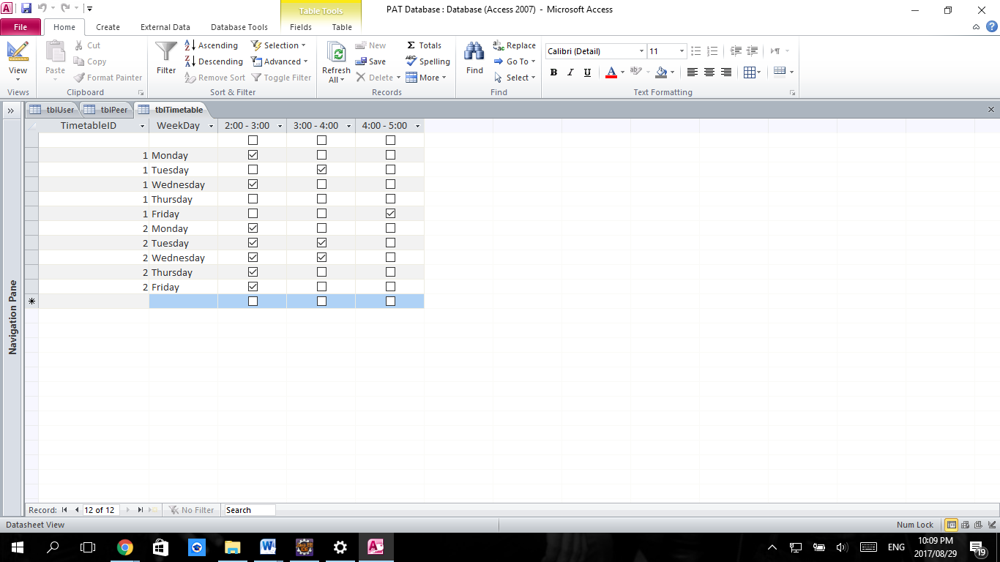 PAT Database : Database (Access 2007) - Microsoft Access
Table Tools
File Home Create External Data Database Tools Fields Table
View
Views
Paste
Cut
Copy
Format Painter
Clipboard
Filter
Ascending
Descending
Remove Sort
Selection
Advanced
Toggle Filter
Sort & Filter
Refresh All
New
Save
Delete
Totals
Spelling
More
Records
Find
Replace
Go To
Select
Find
Calibri (Detail) 11
B I U A
Text Formatting
tblUser tblPeer tblTimetable
TimetableID WeekDay 2:00 - 3:00 3:00 - 4:00 4:00 - 5:00
1 Monday
1 Tuesday
1 Wednesday
1 Thursday
1 Friday
2 Monday
2 Tuesday
2 Wednesday
2 Thursday
2 Friday
Navigation Pane
Record: 12 of 12 No Filter Search
Datasheet View Num Lock
ENG 10:09 PM
2017/08/29
19